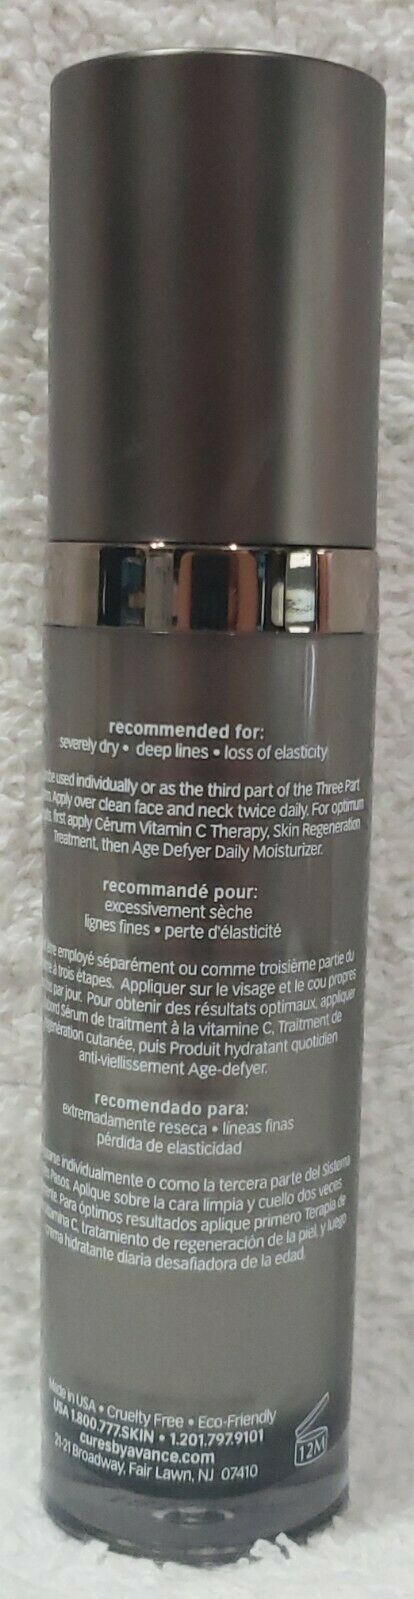 recommended for:
severely dry • deep lines • loss of elasticity
be used individually or as the third part of the Three Part
Apply over clean face and neck twice daily. For optimum
first apply Cérum Vitamin C Therapy, Skin Regeneration
Treatment, then Age Defyer Daily Moisturizer.
recommandé pour:
excessivement sèche
lignes fines • perte d'élasticité
être employé séparément ou comme troisième partie du
à trois étapes. Appliquer sur le visage et le cou propres
par jour. Pour obtenir des résultats optimaux, appliquer
Sérum de traitment à la vitamine C, Traitment de
cutanée, puis Produit hydratant quotidien
anti-viellissement Age-defyer.
recomendado para:
extremadamente reseca • líneas finas
pérdida de elasticidad
individualmente o como la tercera parte del Sistema
Pasos. Aplique sobre la cara limpia y cuello dos veces
Para óptimos resultados aplique primero Terapia de
C, tratamiento de regeneración de la piel, y luego
crema hidratante diaria desafiadora de la edad.
Made in USA • Cruelty Free • Eco-Friendly
USA 1.800.777.SKIN • 1.201.797.9101
curesbyavance.com
21-21 Broadway, Fair Lawn, NJ 07410
12M